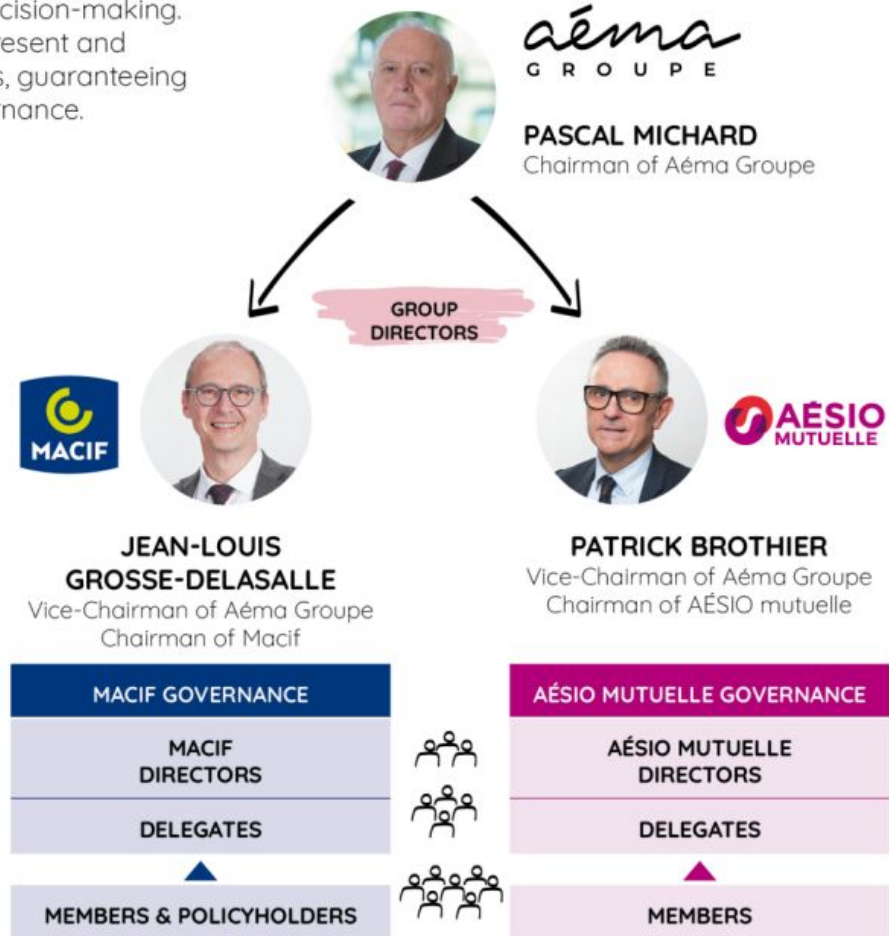 cision-making.
resent and
s, guaranteeing
rnance.
aéma
GROUPE
PASCAL MICHARD
Chairman of Aéma Groupe
GROUP
DIRECTORS
MACIF
AÉSIO
MUTUELLE
JEAN-LOUIS
GROSSE-DELASALLE
Vice-Chairman of Aéma Groupe
Chairman of Macif
PATRICK BROTHIER
Vice-Chairman of Aéma Groupe
Chairman of AÉSIO mutuelle
MACIF GOVERNANCE
MACIF
DIRECTORS
DELEGATES
MEMBERS & POLICYHOLDERS
AÉSIO MUTUELLE GOVERNANCE
AÉSIO MUTUELLE
DIRECTORS
DELEGATES
MEMBERS